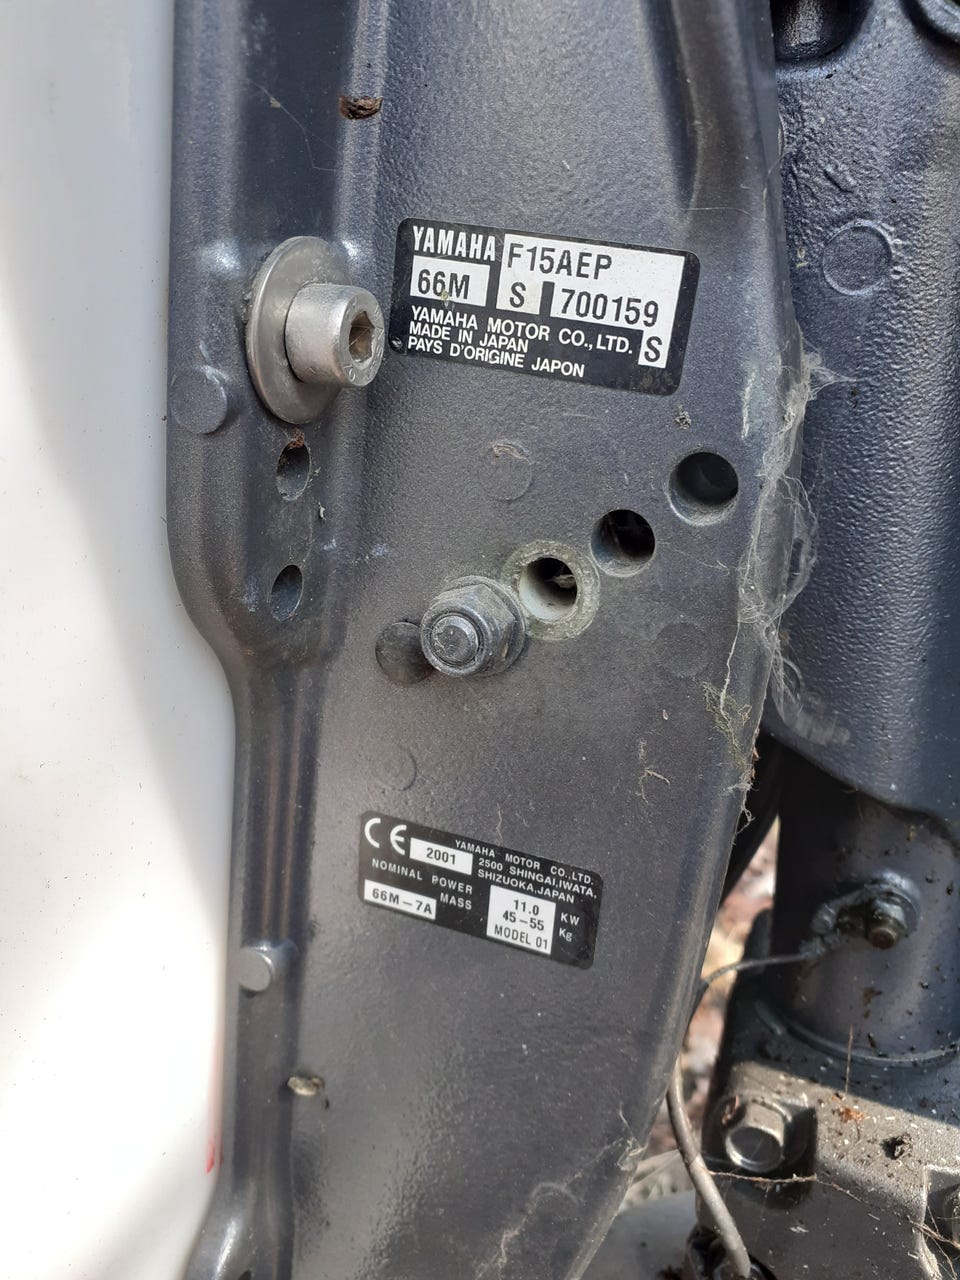 YAMAHA F15AEP
66M S 700159
YAMAHA MOTOR CO., LTD. S
MADE IN JAPAN
PAYS D'ORIGINE JAPON
CE 2001 YAMAHA MOTOR CO.,LTD.
2500 SHINGAI,IWATA,
SHIZUOKA,JAPAN
NOMINAL POWER 11.0 KW
66M-7A MASS 45-55 Kg
MODEL 01